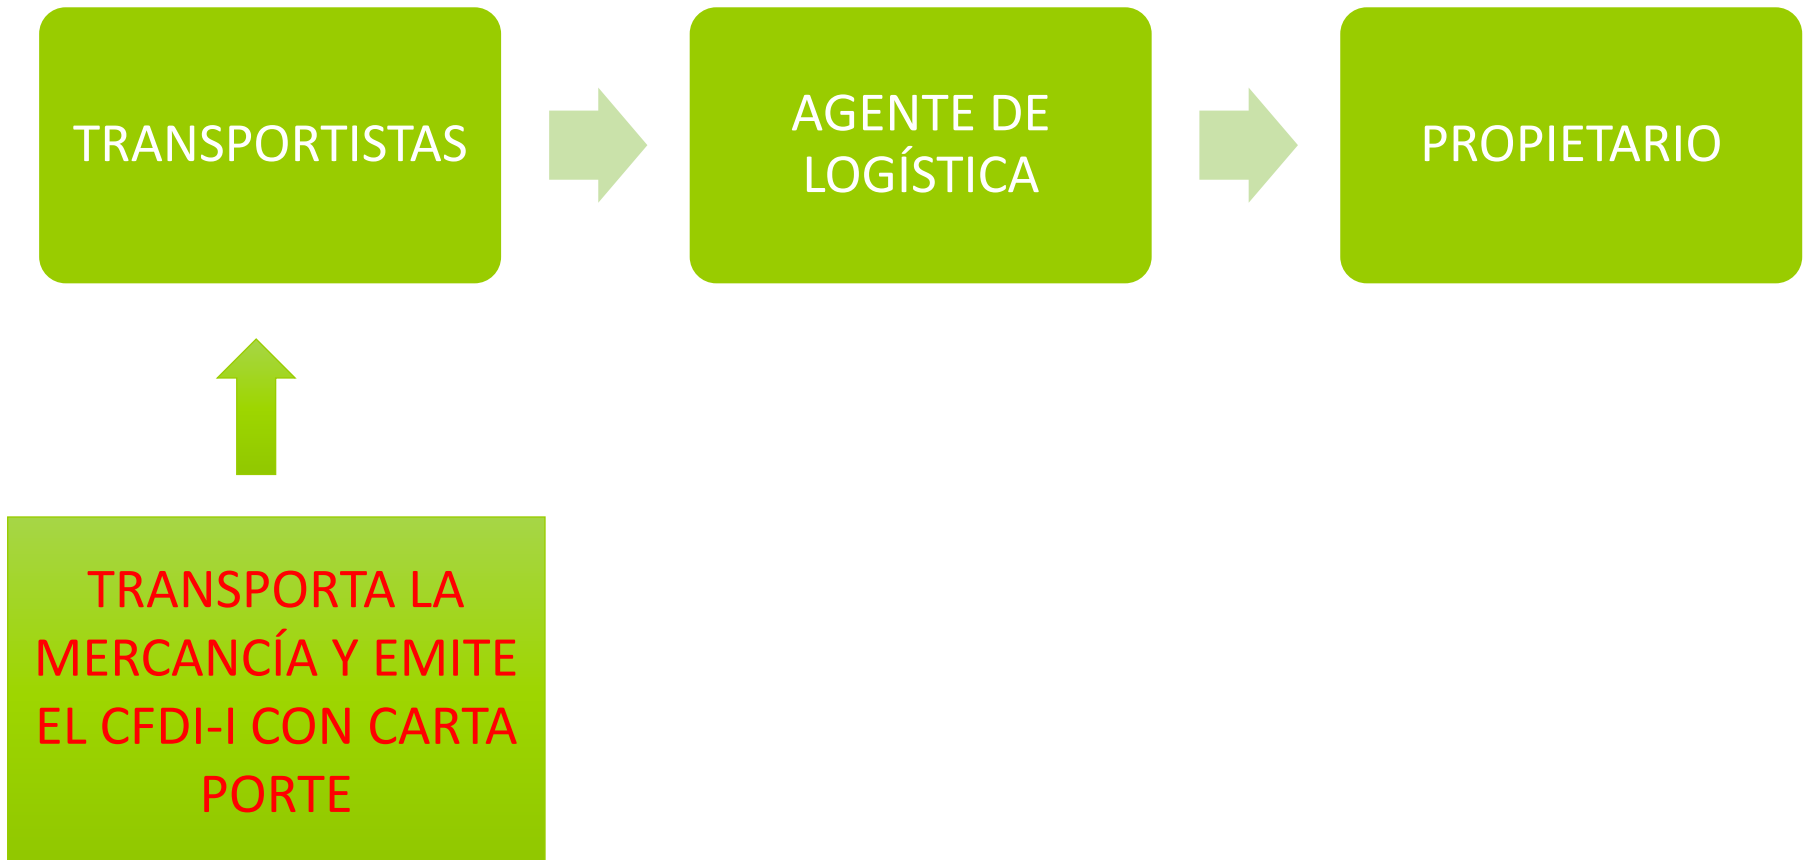 TRANSPORTISTAS
AGENTE DE
LOGÍSTICA
PROPIETARIO
TRANSPORTA LA
MERCANCÍA Y EMITE
EL CFDI-I CON CARTA
PORTE